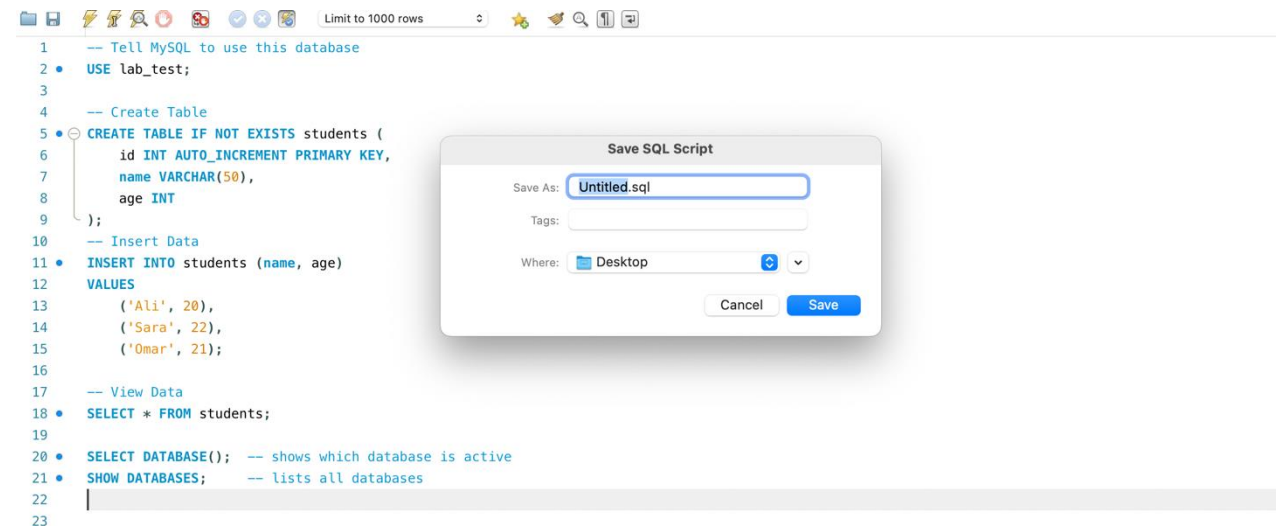 Limit to 1000 rows
1 -- Tell MySQL to use this database
2 USE lab_test;
3
4 -- Create Table
5 CREATE TABLE IF NOT EXISTS students (
6 id INT AUTO_INCREMENT PRIMARY KEY,
7 name VARCHAR(50),
8 age INT
9 );
10 -- Insert Data
11 INSERT INTO students (name, age)
12 VALUES
13 ('Ali', 20),
14 ('Sara', 22),
15 ('Omar', 21);
16
17 -- View Data
18 SELECT * FROM students;
19
20 SELECT DATABASE(); -- shows which database is active
21 SHOW DATABASES; -- lists all databases
22
23
Save SQL Script
Save As: Untitled.sql
Tags:
Where: Desktop
Cancel Save